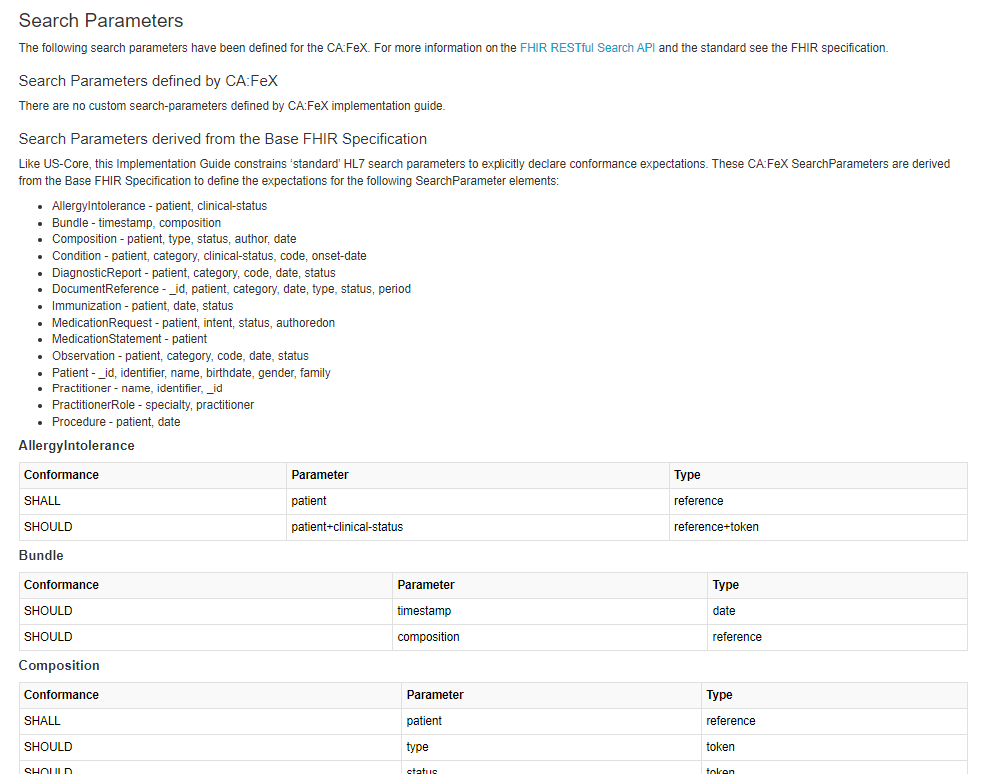 Search Parameters
The following search parameters have been defined for the CA:FeX. For more information on the FHIR RESTful Search API and the standard see the FHIR specification.
Search Parameters defined by CA:FeX
There are no custom search-parameters defined by CA:FeX implementation guide.
Search Parameters derived from the Base FHIR Specification
Like US-Core, this Implementation Guide constrains ‘standard’ HL7 search parameters to explicitly declare conformance expectations. These CA:FeX SearchParameters are derived
from the Base FHIR Specification to define the expectations for the following SearchParameter elements:
• AllergyIntolerance - patient, clinical-status
• Bundle - timestamp, composition
• Composition - patient, type, status, author, date
• Condition - patient, category, clinical-status, code, onset-date
• DiagnosticReport - patient, category, code, date, status
• DocumentReference - _id, patient, category, date, type, status, period
• Immunization - patient, date, status
• MedicationRequest - patient, intent, status, authoredon
• MedicationStatement - patient
• Observation - patient, category, code, date, status
• Patient - _id, identifier, name, birthdate, gender, family
• Practitioner - name, identifier, _id
• PractitionerRole - specialty, practitioner
• Procedure - patient, date
AllergyIntolerance
Conformance Parameter Type
SHALL patient reference
SHOULD patient+clinical-status reference+token
Bundle
Conformance Parameter Type
SHOULD timestamp date
SHOULD composition reference
Composition
Conformance Parameter Type
SHALL patient reference
SHOULD type token
SHOULD status token